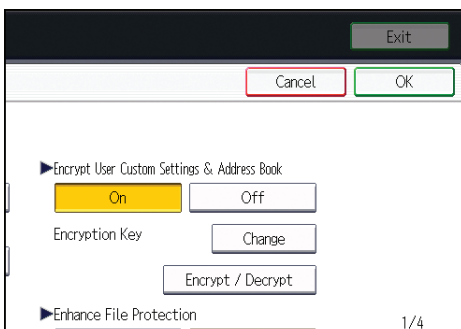 Exit
Cancel OK
▶Encrypt User Custom Settings & Address Book
On Off
Encryption Key Change
Encrypt / Decrypt
▶Enhance File Protection
1/4